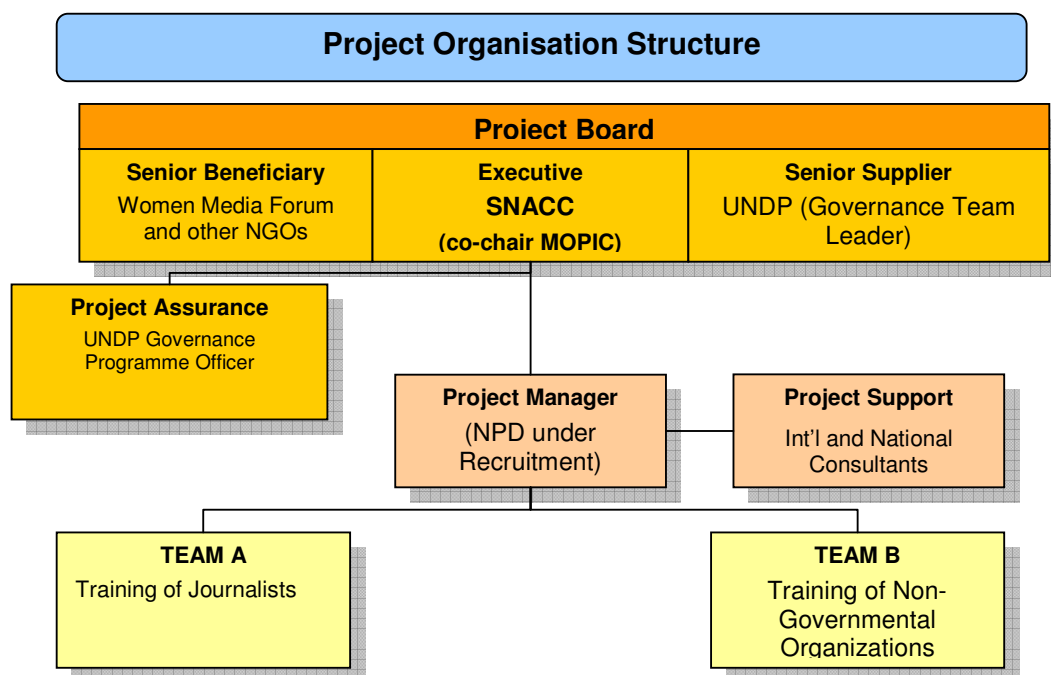 Project Organisation Structure
Project Board
Senior Beneficiary
Women Media Forum
and other NGOs
Executive
SNACC
(co-chair MOPIC)
Senior Supplier
UNDP (Governance Team
Leader)
Project Assurance
UNDP Governance
Programme Officer
Project Manager
(NPD under
Recruitment)
Project Support
Int'l and National
Consultants
TEAM A
Training of Journalists
TEAM B
Training of Non-
Governmental
Organizations